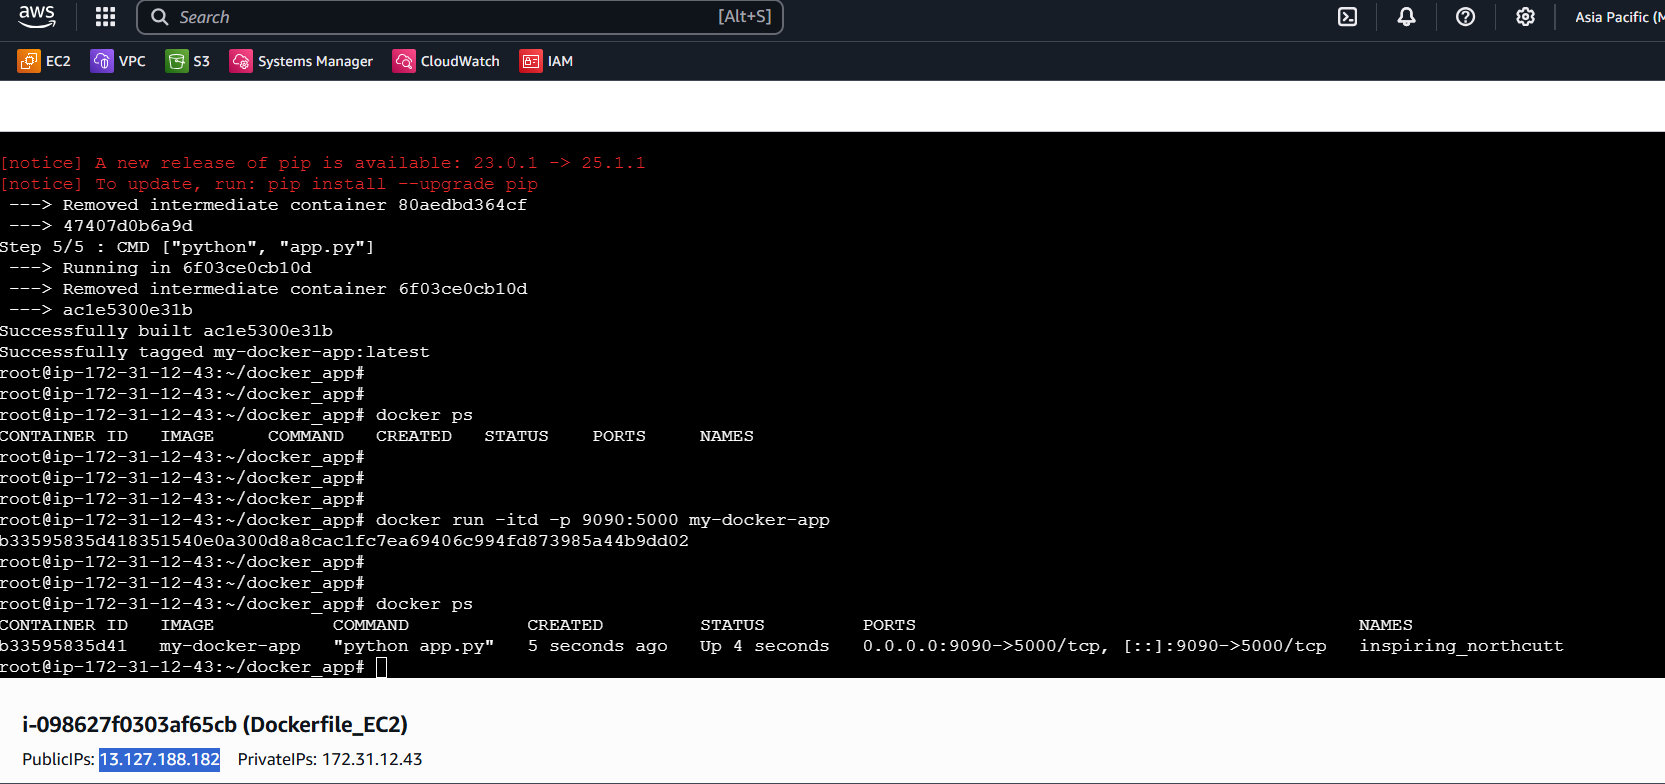 aws
Search [Alt+S]
Asia Pacific (M
EC2 VPC S3 Systems Manager CloudWatch IAM
[notice] A new release of pip is available: 23.0.1 -> 25.1.1
[notice] To update, run: pip install --upgrade pip
 ---> Removed intermediate container 80aedbd364cf
 ---> 47407d0b6a9d
Step 5/5 : CMD ["python", "app.py"]
 ---> Running in 6f03ce0cb10d
 ---> Removed intermediate container 6f03ce0cb10d
 ---> ac1e5300e31b
Successfully built ac1e5300e31b
Successfully tagged my-docker-app:latest
root@ip-172-31-12-43:~/docker_app#
root@ip-172-31-12-43:~/docker_app#
root@ip-172-31-12-43:~/docker_app# docker ps
CONTAINER ID   IMAGE     COMMAND   CREATED   STATUS    PORTS     NAMES
root@ip-172-31-12-43:~/docker_app#
root@ip-172-31-12-43:~/docker_app#
root@ip-172-31-12-43:~/docker_app#
root@ip-172-31-12-43:~/docker_app# docker run -itd -p 9090:5000 my-docker-app
b33595835d418351540e0a300d8a8cac1fc7ea69406c994fd873985a44b9dd02
root@ip-172-31-12-43:~/docker_app#
root@ip-172-31-12-43:~/docker_app#
root@ip-172-31-12-43:~/docker_app# docker ps
CONTAINER ID   IMAGE           COMMAND           CREATED         STATUS         PORTS                                         NAMES
b33595835d41   my-docker-app   "python app.py"   5 seconds ago   Up 4 seconds   0.0.0.0:9090->5000/tcp, [::]:9090->5000/tcp   inspiring_northcutt
root@ip-172-31-12-43:~/docker_app#
i-098627f0303af65cb (Dockerfile_EC2)
PublicIPs: 13.127.188.182 PrivateIPs: 172.31.12.43